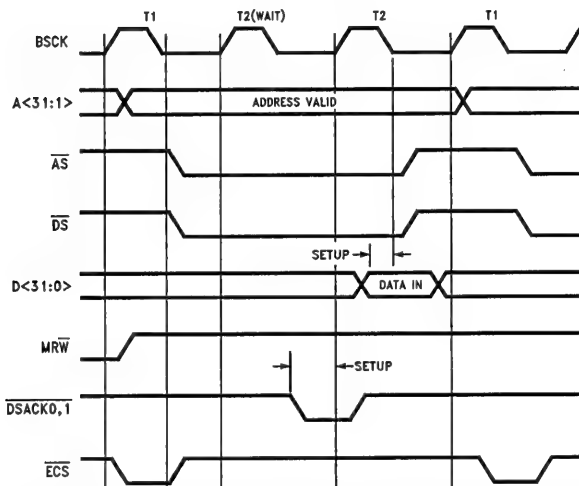 T1 T2(WAIT) T2 T1
BSCK
A<31:1> ADDRESS VALID
AS
DS
SETUP
D<31:0> DATA IN
MRW
SETUP
DSACK0,1
ECS